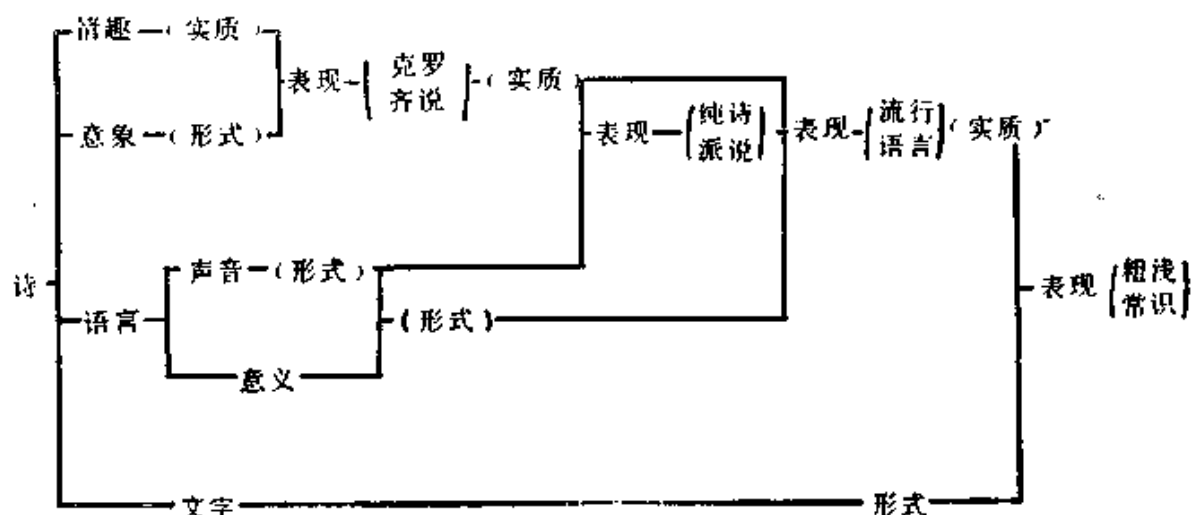 情趣—(实质)
表现—{克罗齐说}—(实质)
意象—(形式)
表现—{纯诗派说}
表现—{流行语言}(实质)
诗
声音—(形式)
表现{粗浅常识}
语言
(形式)
意义
文字
形式